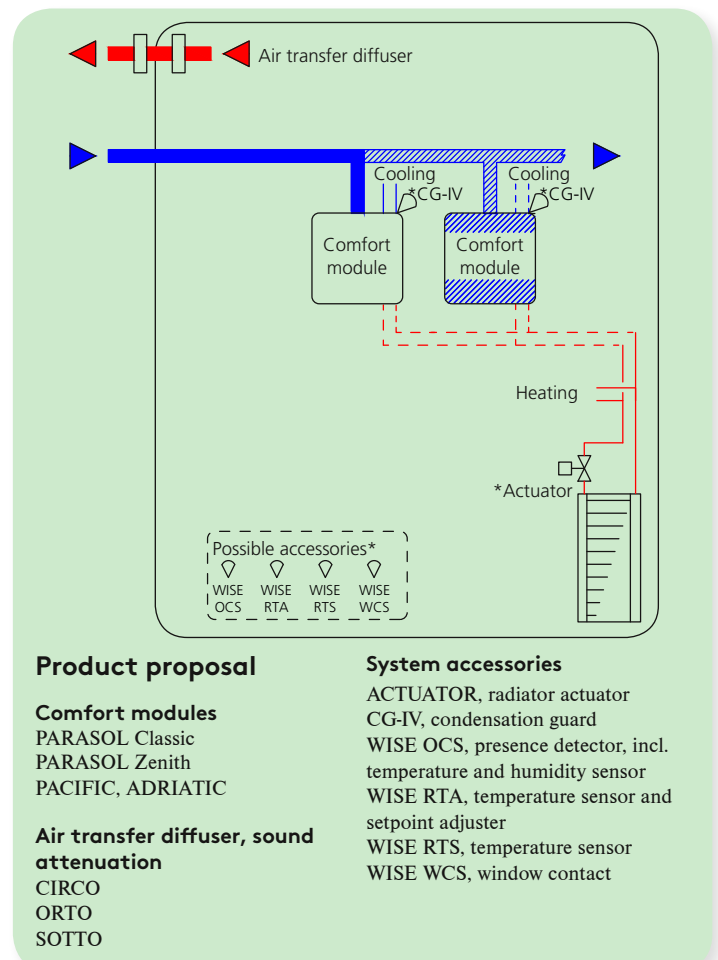 Air transfer diffuser
Cooling
*CG-IV
Cooling
*CG-IV
Comfort
module
Comfort
module
Heating
*Actuator
Possible accessories*
WISE
OCS
WISE
RTA
WISE
RTS
WISE
WCS
Product proposal
Comfort modules
PARASOL Classic
PARASOL Zenith
PACIFIC, ADRIATIC
Air transfer diffuser, sound
attenuation
CIRCO
ORTO
SOTTO
System accessories
ACTUATOR, radiator actuator
CG-IV, condensation guard
WISE OCS, presence detector, incl.
temperature and humidity sensor
WISE RTA, temperature sensor and
setpoint adjuster
WISE RTS, temperature sensor
WISE WCS, window contact